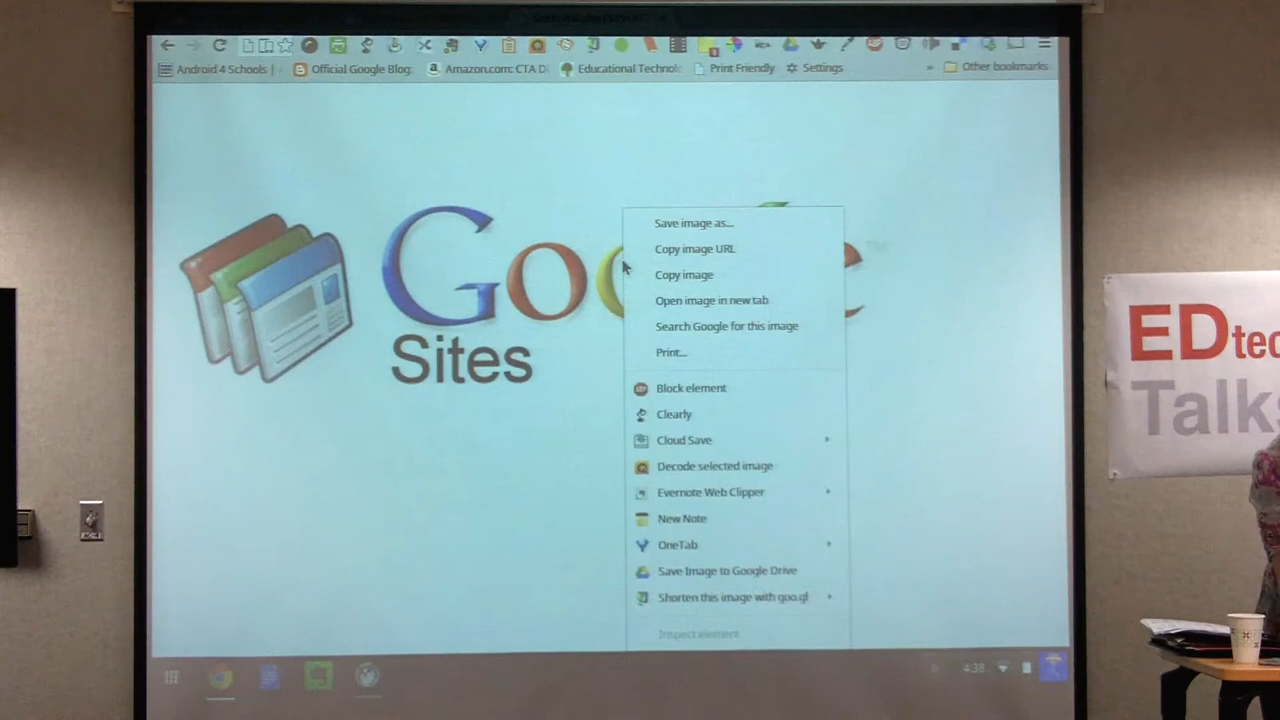 Android 4 Schools |
Official Google Blog:
Amazon.com: CTA Di
Educational Technolo
Print Friendly
Settings
»
Other bookmarks
Google™
Sites
Save image as...
Copy image URL
Copy image
Open image in new tab
Search Google for this image
Print...
Block element
Clearly
Cloud Save
Decode selected image
Evernote Web Clipper
New Note
OneTab
Save Image to Google Drive
Shorten this image with goo.gl
Inspect element
4:38
EDtec
Talks